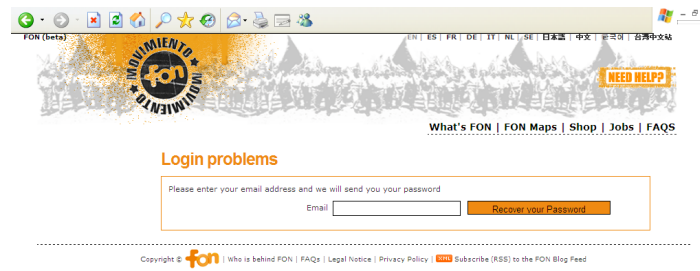 FON (beta)
EN | ES | FR | DE | IT | NL | SE | 日本語 | 中文 | 한국어 | 台灣中文站
MOVIMIENTO
fon
MOVIMIENTO
NEED HELP?
What's FON | FON Maps | Shop | Jobs | FAQS
Login problems
Please enter your email address and we will send you your password
Email
Recover your Password
Copyright © fon | Who is behind FON | FAQs | Legal Notice | Privacy Policy | XML Subscribe (RSS) to the FON Blog Feed